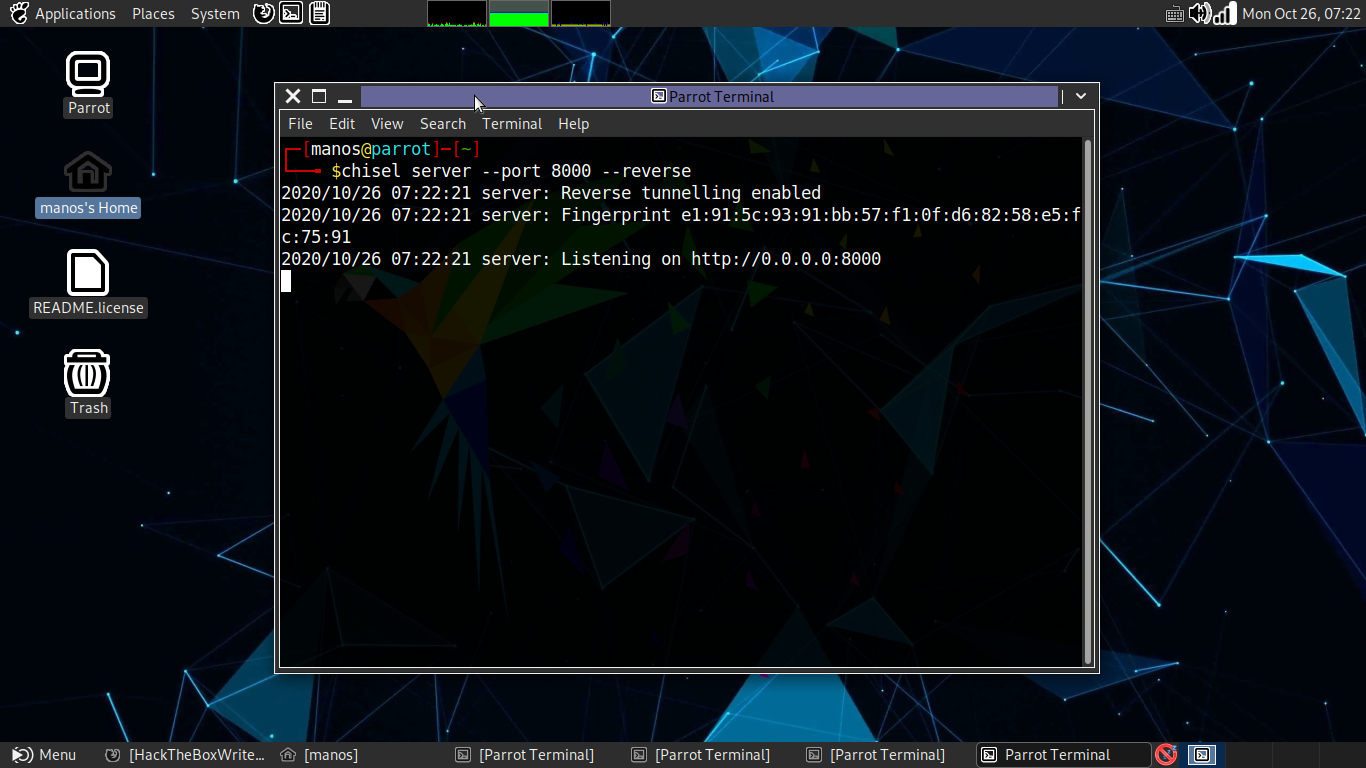 Applications Places System Mon Oct 26, 07:22
Parrot
manos's Home
README.license
Trash
Parrot Terminal
File Edit View Search Terminal Help
┌─[manos@parrot]─[~]
└──╼ $chisel server --port 8000 --reverse
2020/10/26 07:22:21 server: Reverse tunnelling enabled
2020/10/26 07:22:21 server: Fingerprint e1:91:5c:93:91:bb:57:f1:0f:d6:82:58:e5:f
c:75:91
2020/10/26 07:22:21 server: Listening on http://0.0.0.0:8000
Menu [HackTheBoxWrite... [manos] [Parrot Terminal] [Parrot Terminal] [Parrot Terminal] Parrot Terminal